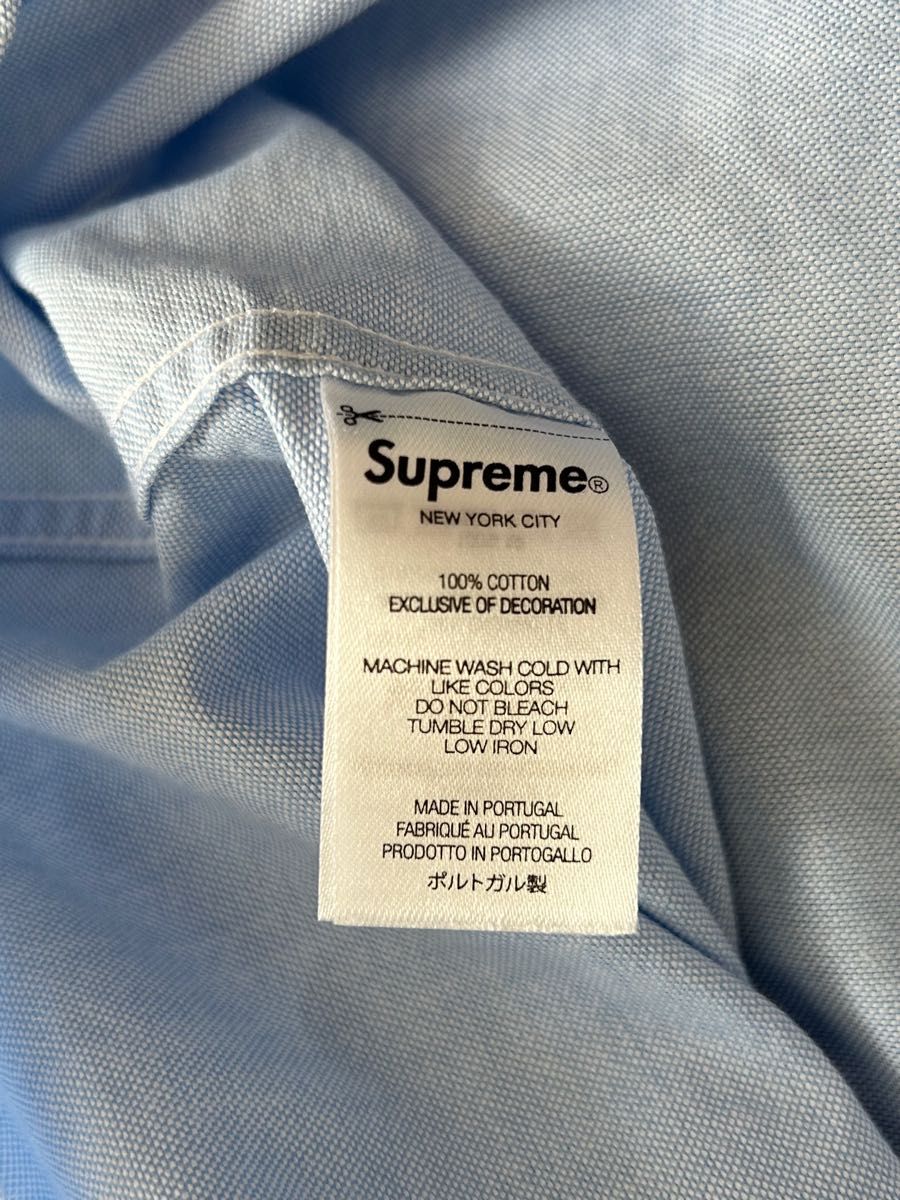 Supreme®
NEW YORK CITY
100% COTTON
EXCLUSIVE OF DECORATION
MACHINE WASH COLD WITH
LIKE COLORS
DO NOT BLEACH
TUMBLE DRY LOW
LOW IRON
MADE IN PORTUGAL
FABRIQUÉ AU PORTUGAL
PRODOTTO IN PORTOGALLO
ポルトガル製